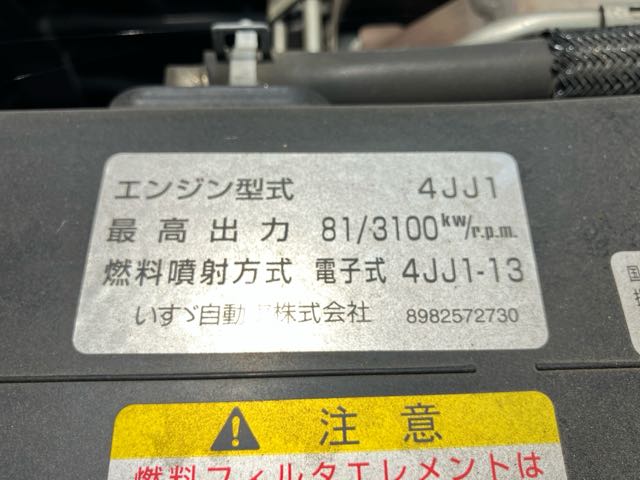 エンジン型式 4JJ1
最高出力 81/3100kw/r.p.m.
燃料噴射方式 電子式 4JJ1-13
いすゞ自動 株式会社 8982572730
注意
燃料フィルタエレメントは
国